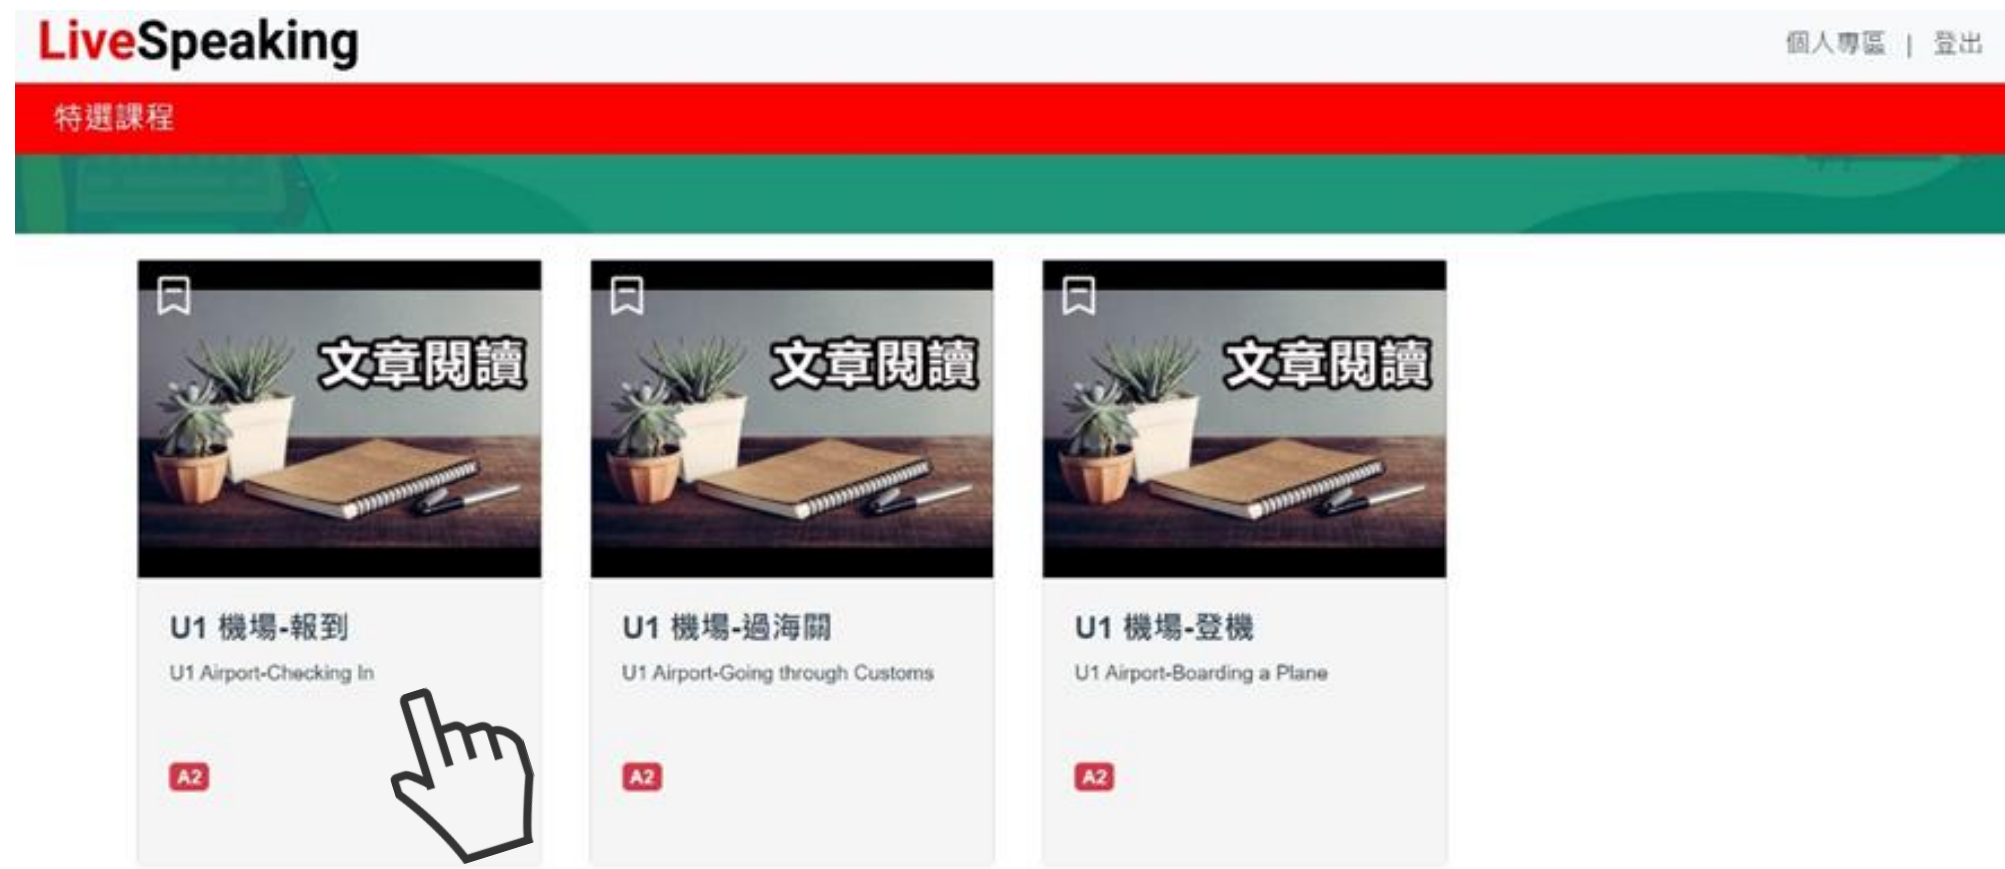 LiveSpeaking
個人專區 | 登出
特選課程
文章閱讀
文章閱讀
文章閱讀
U1 機場-報到
U1 Airport-Checking In
A2
U1 機場-過海關
U1 Airport-Going through Customs
A2
U1 機場-登機
U1 Airport-Boarding a Plane
A2